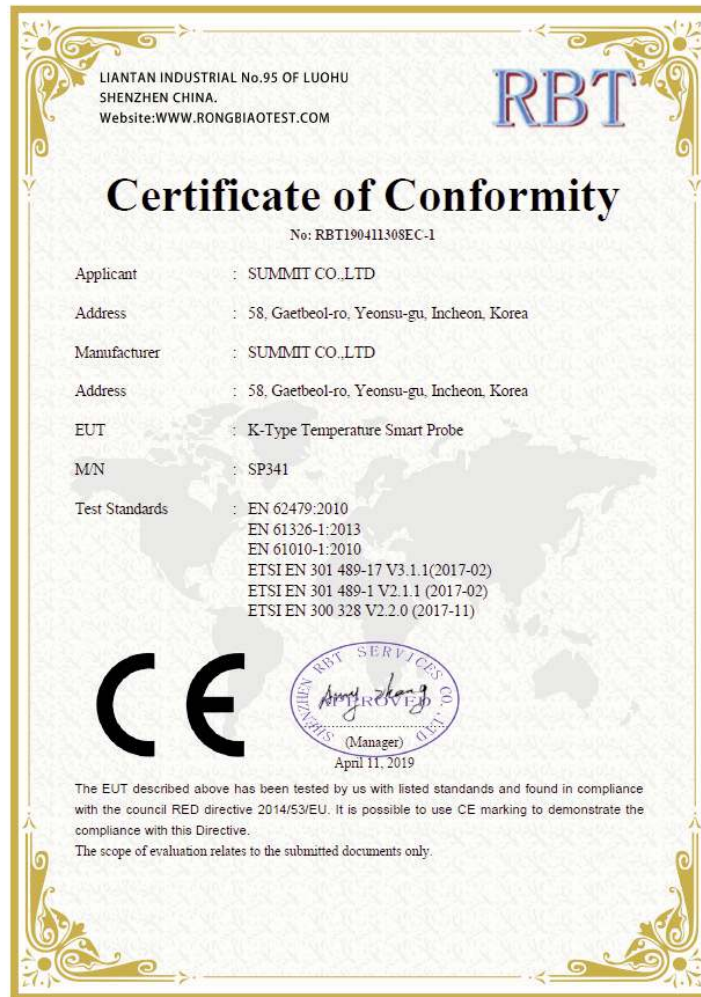 LIANTAN INDUSTRIAL No.95 OF LUOHU
SHENZHEN CHINA.
Website:WWW.RONGBIAOTEST.COM
RBT
Certificate of Conformity
No: RBT190411308EC-1
Applicant : SUMMIT CO.,LTD
Address : 58, Gaetbeol-ro, Yeonsu-gu, Incheon, Korea
Manufacturer : SUMMIT CO.,LTD
Address : 58, Gaetbeol-ro, Yeonsu-gu, Incheon, Korea
EUT : K-Type Temperature Smart Probe
M/N : SP341
Test Standards : EN 62479:2010
EN 61326-1:2013
EN 61010-1:2010
ETSI EN 301 489-17 V3.1.1(2017-02)
ETSI EN 301 489-1 V2.1.1 (2017-02)
ETSI EN 300 328 V2.2.0 (2017-11)
CE
SHENZHEN RBT SERVICES CO.,LTD
Amy zhang
APPROVED
(Manager)
April 11, 2019
The EUT described above has been tested by us with listed standards and found in compliance
with the council RED directive 2014/53/EU. It is possible to use CE marking to demonstrate the
compliance with this Directive.
The scope of evaluation relates to the submitted documents only.